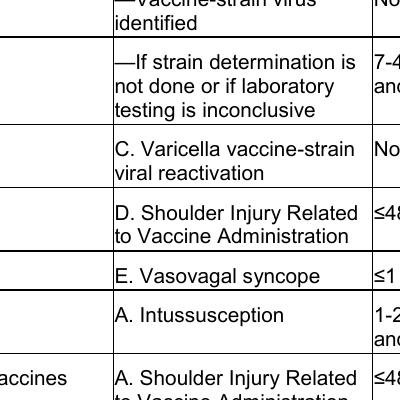 —Vaccine-strain virus No
identified
—If strain determination is 7-4
not done or if laboratory and
testing is inconclusive
C. Varicella vaccine-strain No
viral reactivation
D. Shoulder Injury Related ≤48
to Vaccine Administration
E. Vasovagal syncope ≤1
A. Intussusception 1-2
and
accines A. Shoulder Injury Related ≤48
to Vaccine Administration